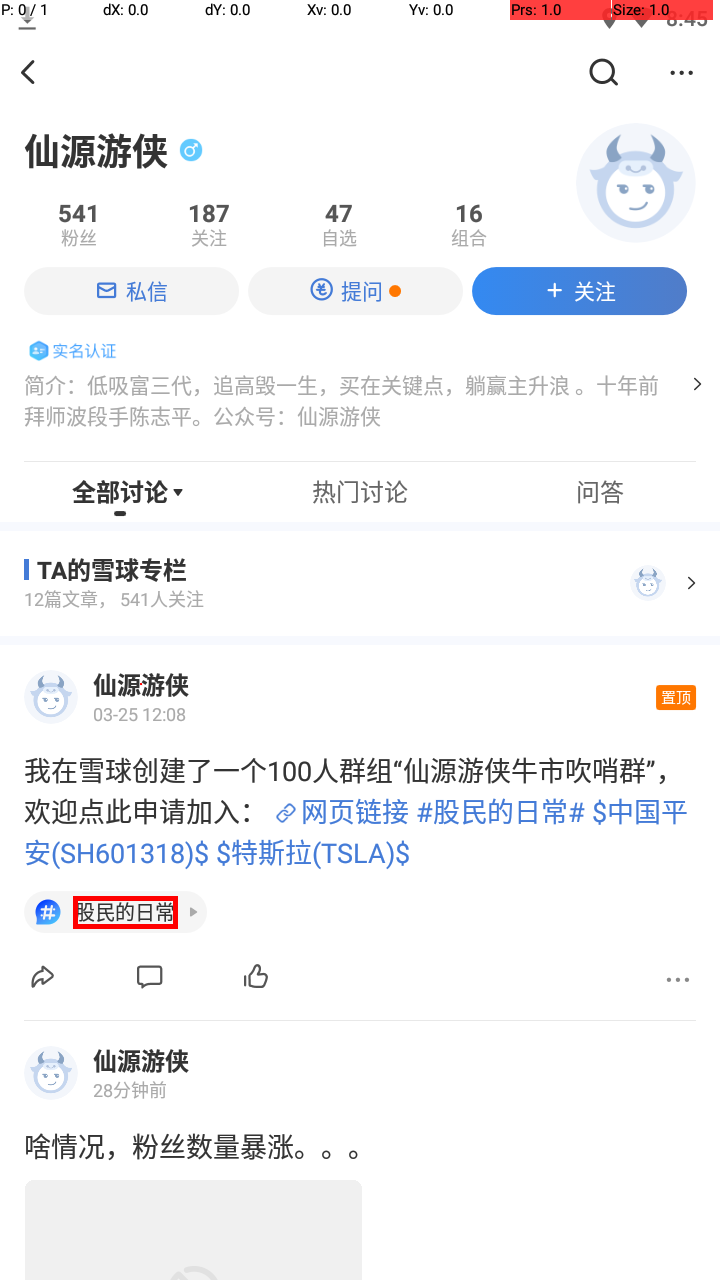 P: 0 / 1 dX: 0.0 dY: 0.0 Xv: 0.0 Yv: 0.0 Prs: 1.0 Size: 1.0
8:45
仙源游侠
541 187 47 16
粉丝 关注 自选 组合
私信 提问 + 关注
实名认证
简介：低吸富三代，追高毁一生，买在关键点，躺赢主升浪 。十年前
拜师波段手陈志平。公众号：仙源游侠
全部讨论 热门讨论 问答
TA的雪球专栏
12篇文章， 541人关注
仙源游侠
03-25 12:08
置顶
我在雪球创建了一个100人群组“仙源游侠牛市吹哨群”，
欢迎点此申请加入： 网页链接 #股民的日常# $中国平
安(SH601318)$ $特斯拉(TSLA)$
# 股民的日常
仙源游侠
28分钟前
啥情况，粉丝数量暴涨。。。